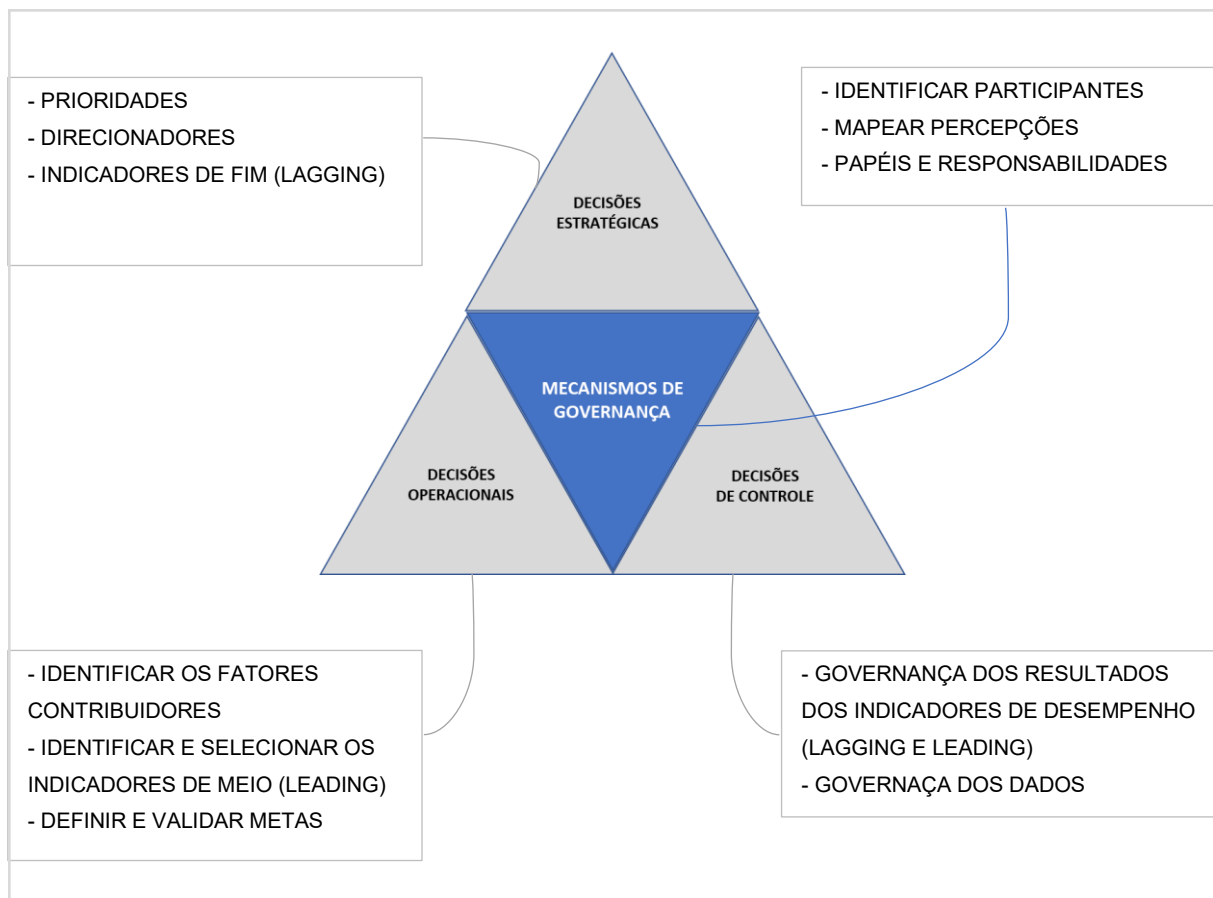 - PRIORIDADES
- DIRECIONADORES
- INDICADORES DE FIM (LAGGING)
- IDENTIFICAR PARTICIPANTES
- MAPEAR PERCEPÇÕES
- PAPÉIS E RESPONSABILIDADES
DECISÕES
ESTRATÉGICAS
MECANISMOS DE
GOVERNANÇA
DECISÕES
OPERACIONAIS
DECISÕES
DE CONTROLE
- IDENTIFICAR OS FATORES
CONTRIBUIDORES
- IDENTIFICAR E SELECIONAR OS
INDICADORES DE MEIO (LEADING)
- DEFINIR E VALIDAR METAS
- GOVERNANÇA DOS RESULTADOS
DOS INDICADORES DE DESEMPENHO
(LAGGING E LEADING)
- GOVERNAÇA DOS DADOS